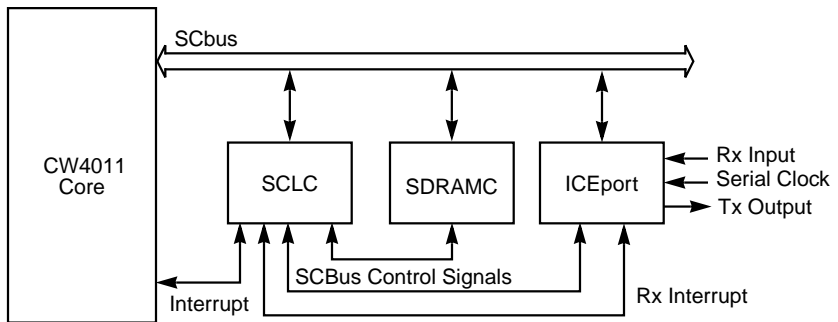 SCbus
CW4011
Core
SCLC
SDRAMC
ICEport
Rx Input
Serial Clock
Tx Output
SCBus Control Signals
Interrupt
Rx Interrupt